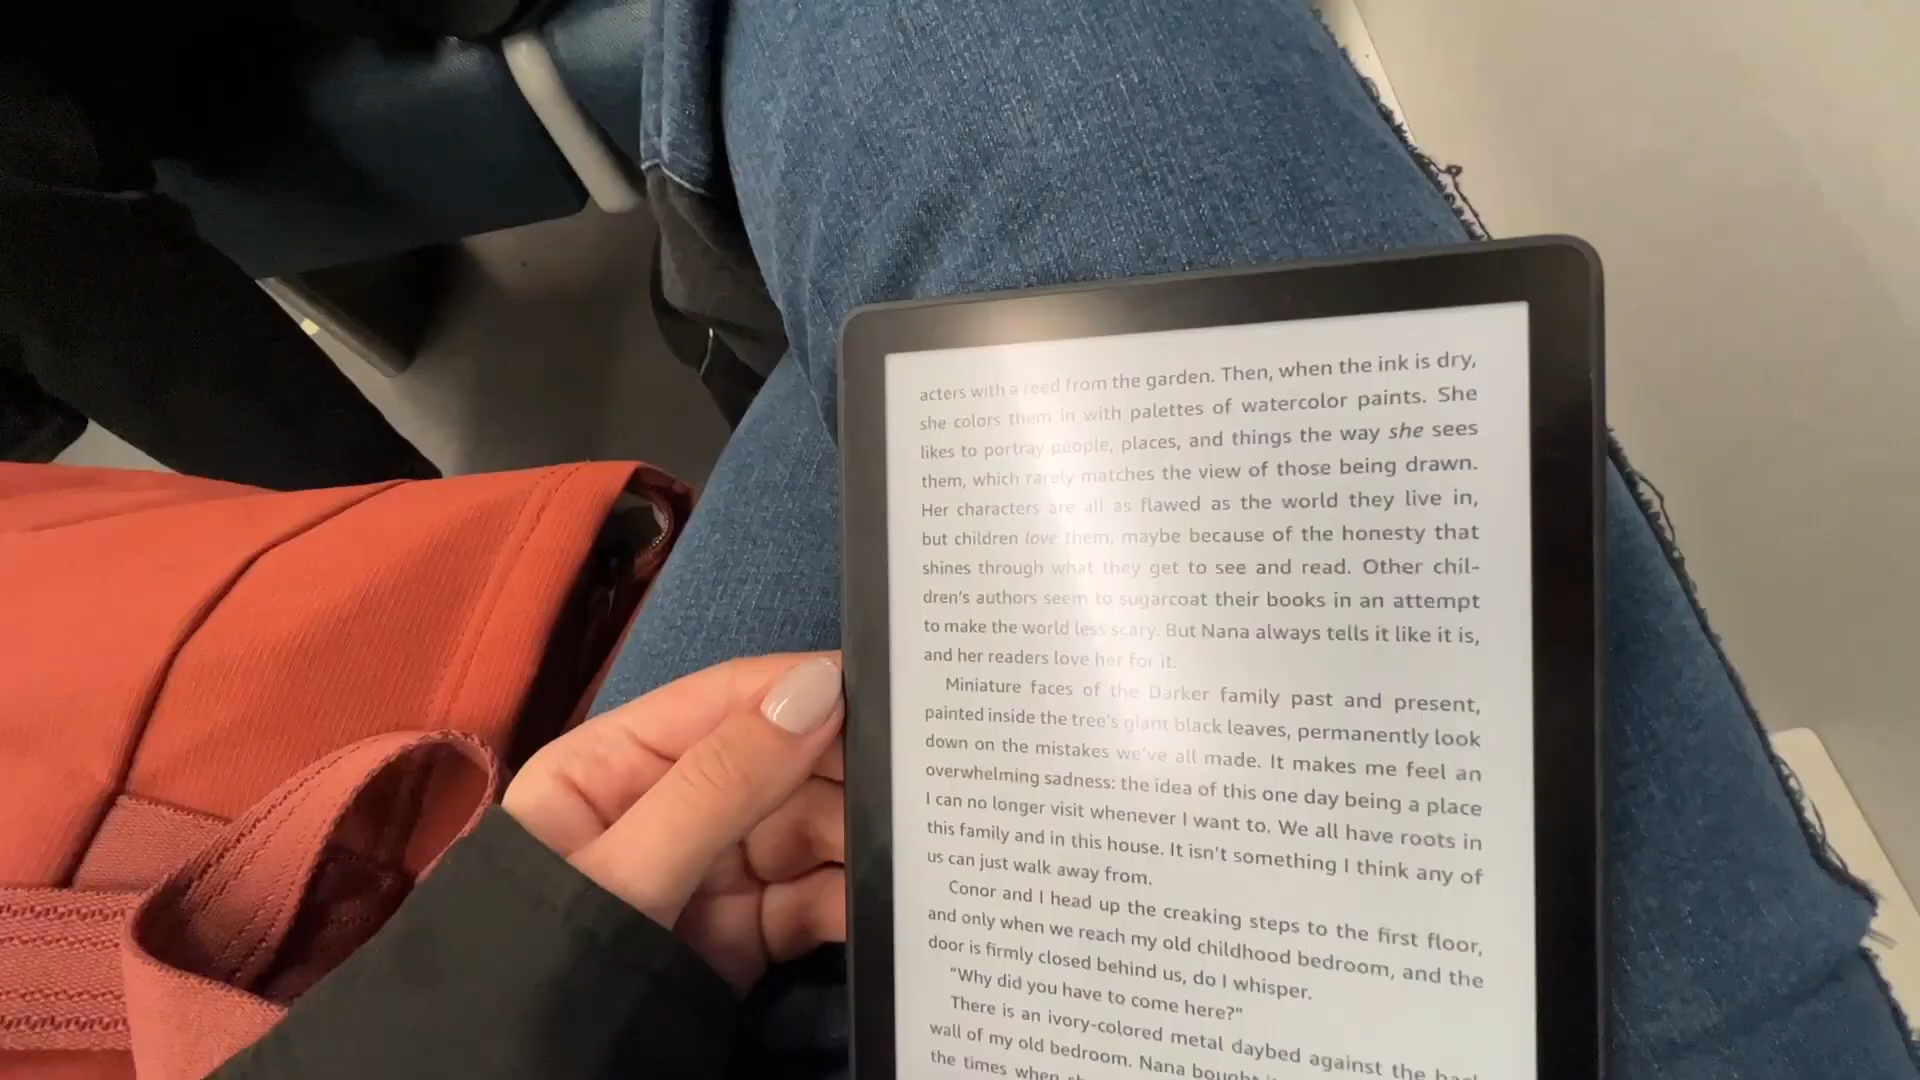 acters with a reed from the garden. Then, when the ink is dry,
she colors them in with palettes of watercolor paints. She
likes to portray people, places, and things the way she sees
them, which rarely matches the view of those being drawn.
Her characters are all as flawed as the world they live in,
but children love them, maybe because of the honesty that
shines through what they get to see and read. Other chil-
dren's authors seem to sugarcoat their books in an attempt
to make the world less scary. But Nana always tells it like it is,
and her readers love her for it.
Miniature faces of the Darker family past and present,
painted inside the tree's giant black leaves, permanently look
down on the mistakes we've all made. It makes me feel an
overwhelming sadness: the idea of this one day being a place
I can no longer visit whenever I want to. We all have roots in
this family and in this house. It isn't something I think any of
us can just walk away from.
Conor and I head up the creaking steps to the first floor,
and only when we reach my old childhood bedroom, and the
door is firmly closed behind us, do I whisper.
"Why did you have to come here?"
There is an ivory-colored metal daybed against the
wall of my old bedroom. Nana bought
the times when